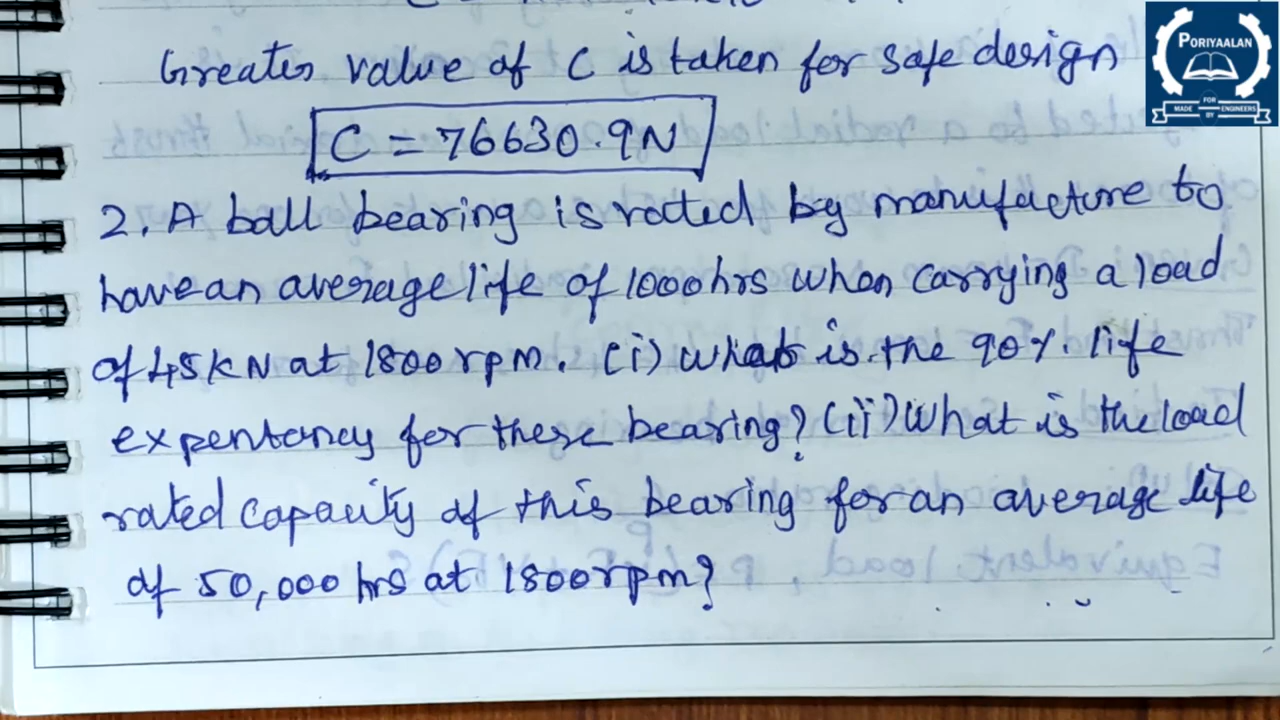 Greater value of C is taken for safe design
C = 76630.9N
2. A ball bearing is rated by manufacture to
have an average life of 1000hrs when carrying a load
of 45KN at 1800rpm. (i) What is the 90% life
expentancy for these bearing? (ii) What is the load
rated capacity of this bearing for an average life
of 50,000 hrs at 1800rpm?
PORIYAALAN
MADE FOR BY ENGINEERS